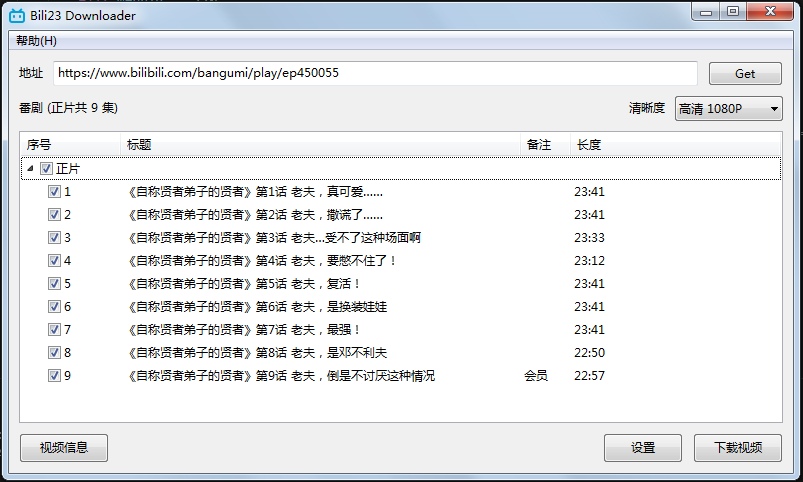 Bili23 Downloader
帮助(H)
地址 https://www.bilibili.com/bangumi/play/ep450055 Get
番剧 (正片共 9 集) 清晰度 高清 1080P
序号 标题 备注 长度
正片
1 《自称贤者弟子的贤者》第1话 老夫，真可爱…… 23:41
2 《自称贤者弟子的贤者》第2话 老夫，撒谎了…… 23:41
3 《自称贤者弟子的贤者》第3话 老夫…受不了这种场面啊 23:33
4 《自称贤者弟子的贤者》第4话 老夫，要憋不住了！ 23:12
5 《自称贤者弟子的贤者》第5话 老夫，复活！ 23:41
6 《自称贤者弟子的贤者》第6话 老夫，是换装娃娃 23:41
7 《自称贤者弟子的贤者》第7话 老夫，最强！ 23:41
8 《自称贤者弟子的贤者》第8话 老夫，是邓不利夫 22:50
9 《自称贤者弟子的贤者》第9话 老夫，倒是不讨厌这种情况 会员 22:57
视频信息 设置 下载视频